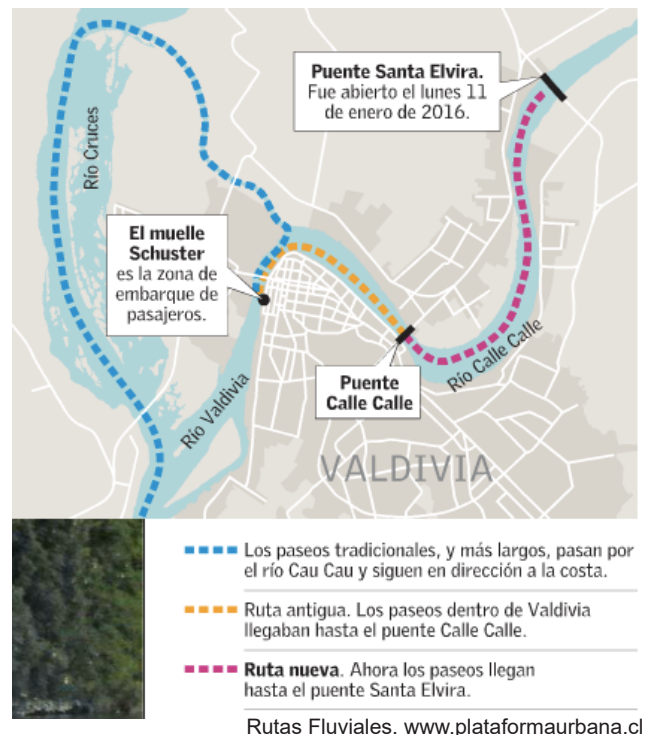 Puente Santa Elvira.
Fue abierto el lunes 11
de enero de 2016.
Río Cruces
El muelle
Schuster
es la zona de
embarque de
pasajeros.
Río Calle Calle
Puente
Calle Calle
Río Valdivia
VALDIVIA
Los paseos tradicionales, y más largos, pasan por
el río Cau Cau y siguen en dirección a la costa.
Ruta antigua. Los paseos dentro de Valdivia
llegaban hasta el puente Calle Calle.
Ruta nueva. Ahora los paseos llegan
hasta el puente Santa Elvira.
Rutas Fluviales. www.plataformaurbana.cl